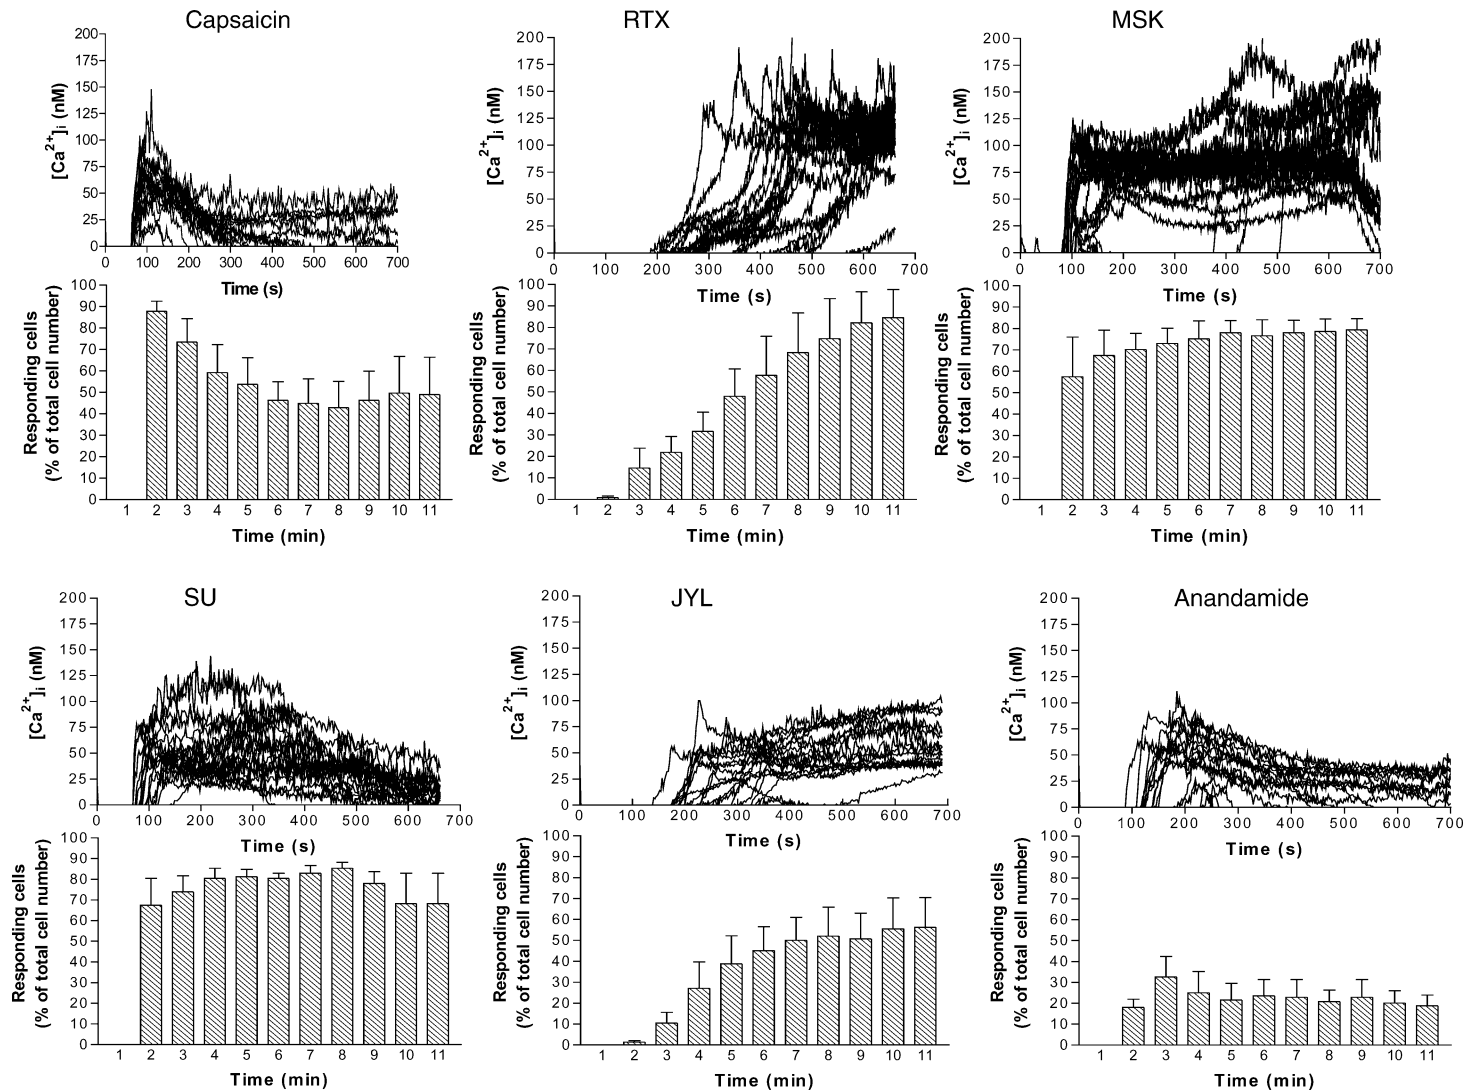 Capsaicin
200
175
150
125
100
75
50
25
0
[Ca2+]i (nM)
0 100 200 300 400 500 600 700
Time (s)
100
90
80
70
60
50
40
30
20
10
0
Responding cells
(% of total cell number)
1 2 3 4 5 6 7 8 9 10 11
Time (min)
RTX
200
175
150
125
100
75
50
25
0
[Ca2+]i (nM)
0 100 200 300 400 500 600 700
Time (s)
100
90
80
70
60
50
40
30
20
10
0
Responding cells
(% of total cell number)
1 2 3 4 5 6 7 8 9 10 11
Time (min)
MSK
200
175
150
125
100
75
50
25
0
[Ca2+]i (nM)
0 100 200 300 400 500 600 700
Time (s)
100
90
80
70
60
50
40
30
20
10
0
Responding cells
(% of total cell number)
1 2 3 4 5 6 7 8 9 10 11
Time (min)
SU
200
175
150
125
100
75
50
25
0
[Ca2+]i (nM)
0 100 200 300 400 500 600 700
Time (s)
100
90
80
70
60
50
40
30
20
10
0
Responding cells
(% of total cell number)
1 2 3 4 5 6 7 8 9 10 11
Time (min)
JYL
200
175
150
125
100
75
50
25
0
[Ca2+]i (nM)
0 100 200 300 400 500 600 700
Time (s)
100
90
80
70
60
50
40
30
20
10
0
Responding cells
(% of total cell number)
1 2 3 4 5 6 7 8 9 10 11
Time (min)
Anandamide
200
175
150
125
100
75
50
25
0
[Ca2+]i (nM)
0 100 200 300 400 500 600 700
Time (s)
100
90
80
70
60
50
40
30
20
10
0
Responding cells
(% of total cell number)
1 2 3 4 5 6 7 8 9 10 11
Time (min)